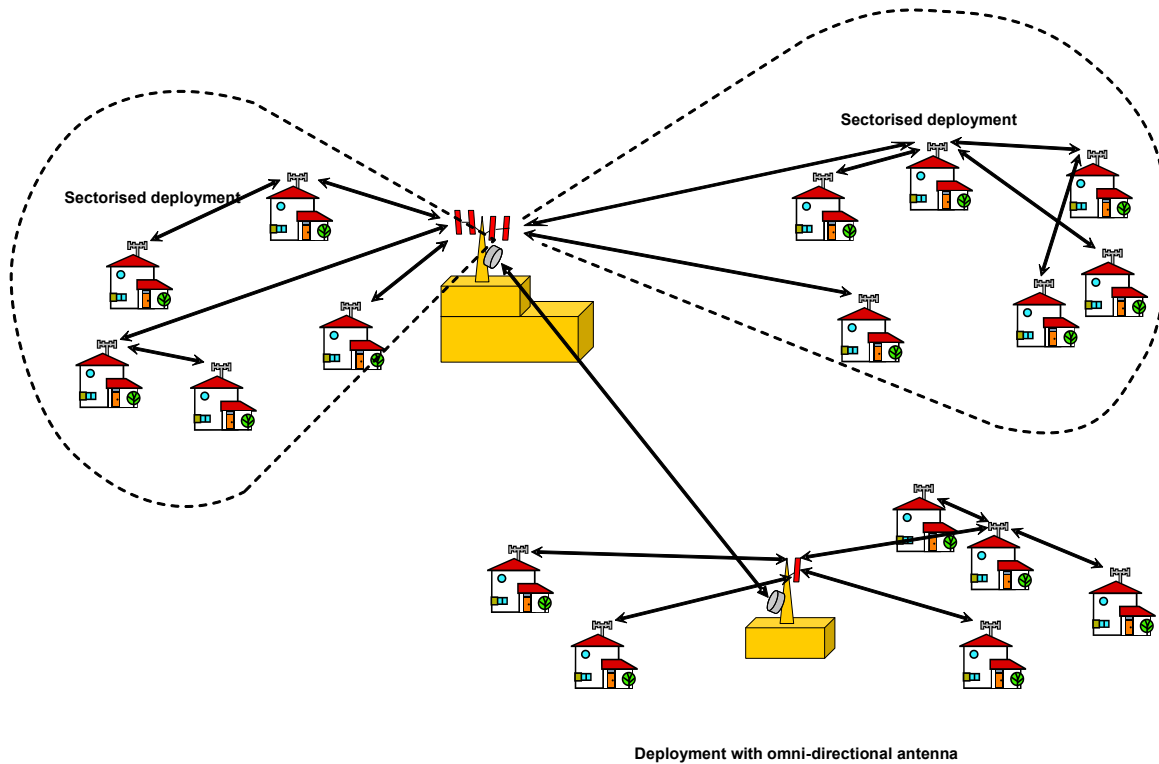 Sectorised deployment
Sectorised deployment
Deployment with omni-directional antenna